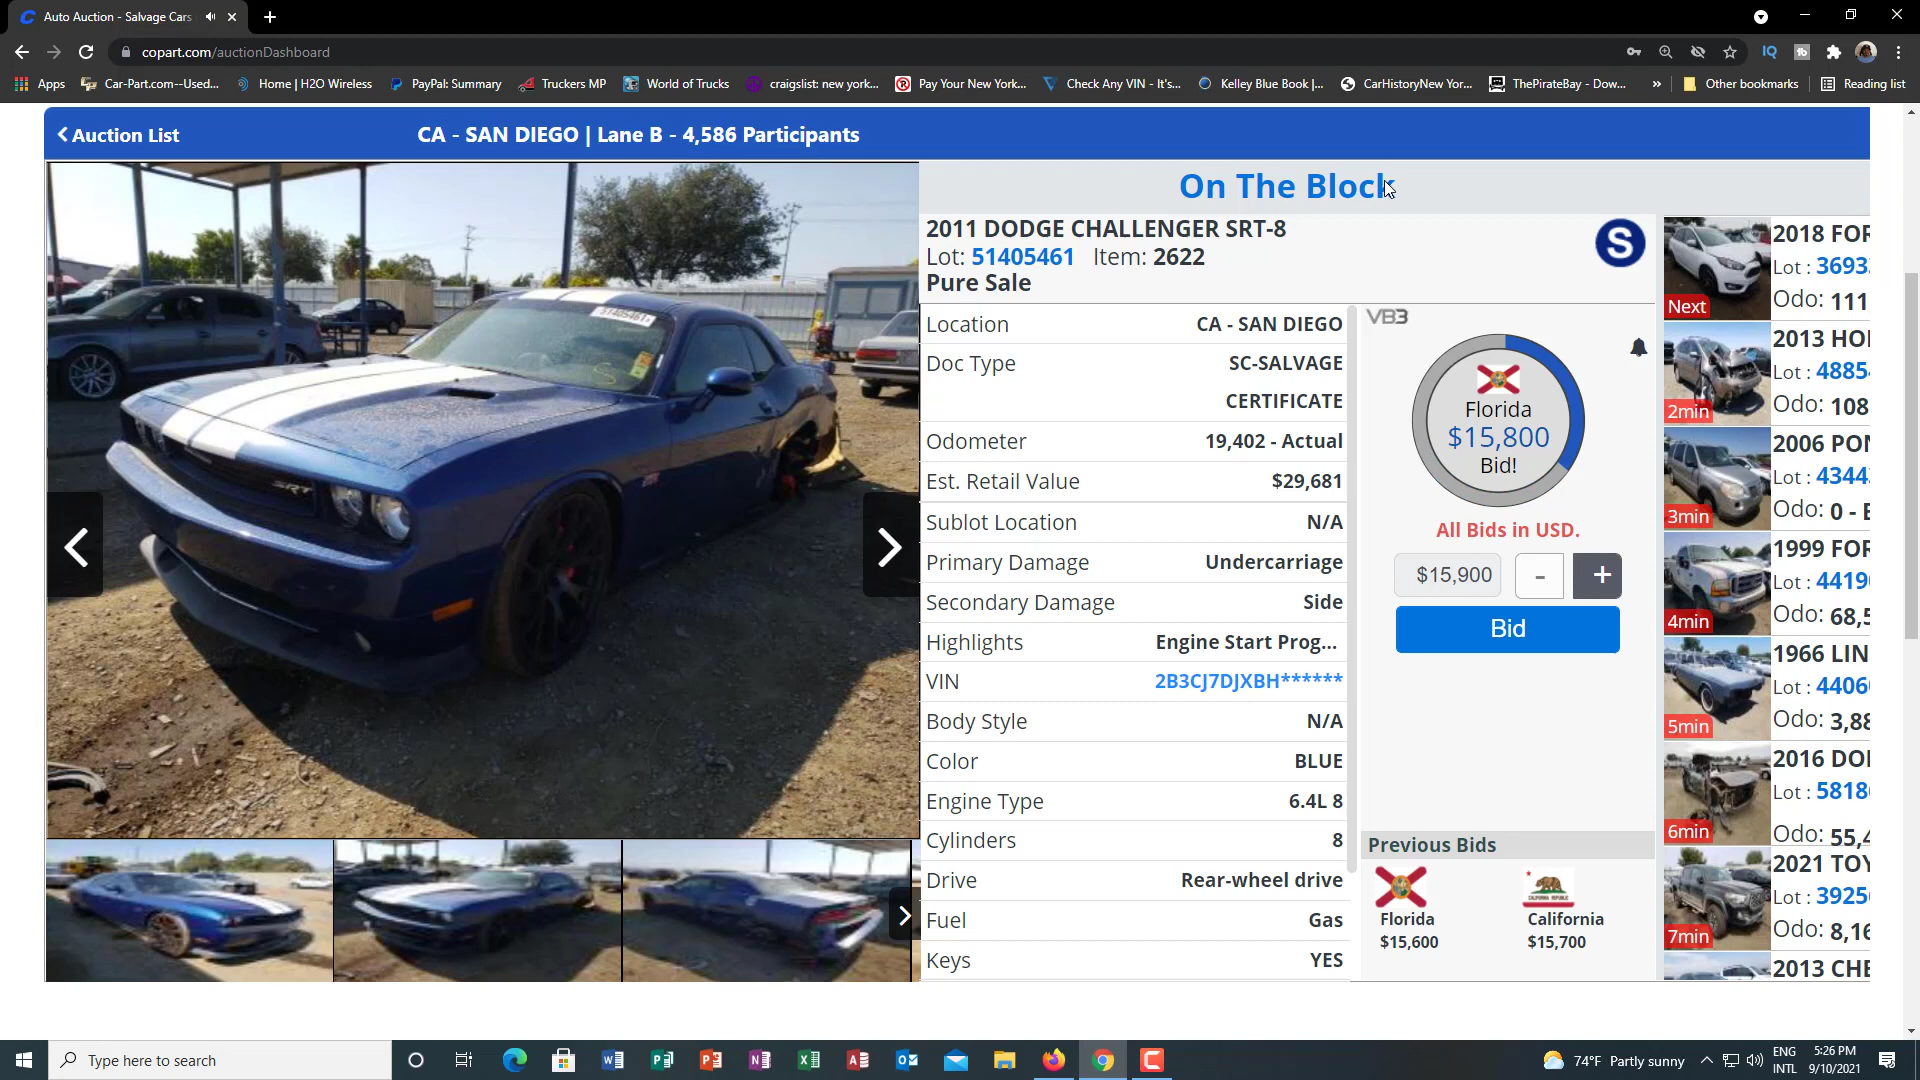 Auto Auction - Salvage Cars
copart.com/auctionDashboard
Apps
Car-Part.com--Used...
Home | H2O Wireless
PayPal: Summary
Truckers MP
World of Trucks
craigslist: new york...
Pay Your New York...
Check Any VIN - It's...
Kelley Blue Book |...
CarHistoryNew Yor...
ThePirateBay - Dow...
»
Other bookmarks
Reading list
Auction List
CA - SAN DIEGO | Lane B - 4,586 Participants
On The Block
2011 DODGE CHALLENGER SRT-8
Lot: 51405461 Item: 2622
Pure Sale
S
Location CA - SAN DIEGO
Doc Type SC-SALVAGE
CERTIFICATE
Odometer 19,402 - Actual
Est. Retail Value $29,681
Sublot Location N/A
Primary Damage Undercarriage
Secondary Damage Side
Highlights Engine Start Prog...
VIN 2B3CJ7DJXBH******
Body Style N/A
Color BLUE
Engine Type 6.4L 8
Cylinders 8
Drive Rear-wheel drive
Fuel Gas
Keys YES
VB3
Florida
$15,800
Bid!
All Bids in USD.
$15,900 - +
Bid
Previous Bids
Florida
$15,600
California
$15,700
2018 FOR
Lot : 3693
Odo: 111
Next
2013 HO
Lot : 4885
Odo: 108
2min
2006 PON
Lot : 4344
Odo: 0 - E
3min
1999 FOR
Lot : 4419
Odo: 68,5
4min
1966 LIN
Lot : 4406
Odo: 3,88
5min
2016 DO
Lot : 5818
Odo: 55,4
6min
2021 TOY
Lot : 3925
Odo: 8,16
7min
2013 CHE
51405461
SRT
Type here to search
74°F Partly sunny
ENG
INTL
5:26 PM
9/10/2021